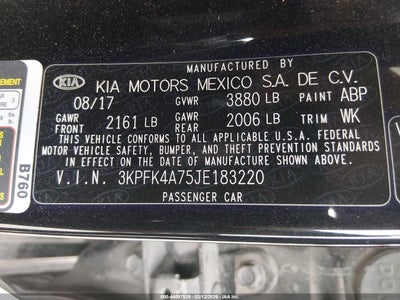 MANUFACTURED BY
KIA KIA MOTORS MEXICO S.A. DE C.V.
08/17 GVWR 3880 LB PAINT ABP
GAWR FRONT 2161 LB GAWR REAR 2006 LB TRIM WK
THIS VEHICLE CONFORMS TO ALL APPLICABLE U.S.A. FEDERAL
MOTOR VEHICLE SAFETY, BUMPER, AND THEFT PREVENTION STANDARDS
IN EFFECT ON THE DATE OF MANUFACTURE SHOWN ABOVE.
V.I.N. 3KPFK4A75JE183220
PASSENGER CAR
B760